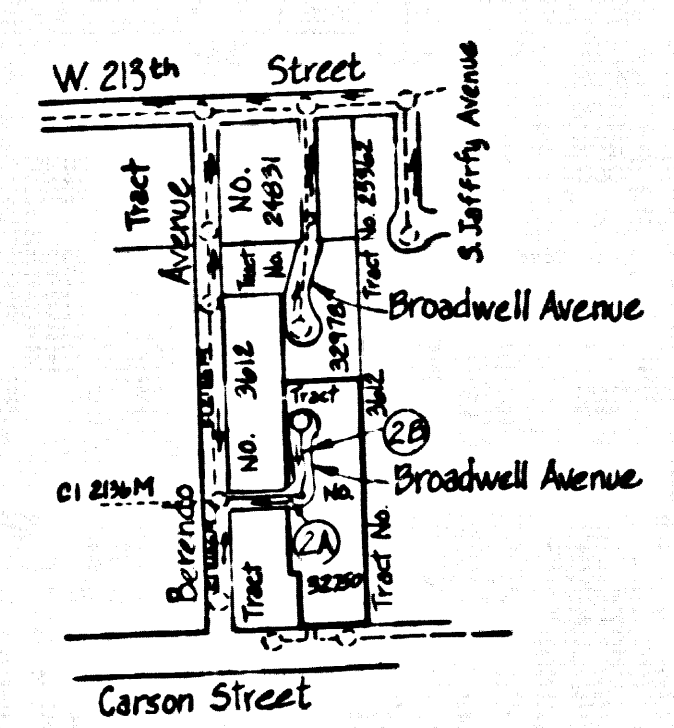 W. 213th Street
S. Jaffrfy Avenue
Tract
NO.
24831
Tract No. 25962
Avenue
Tract
No.
Broadwell Avenue
32978
NO. 3612
Tract
3612
2B
Broadwell Avenue
No.
C1 2136M
2A
Berendo
Tract
32250
Tract No.
Carson Street